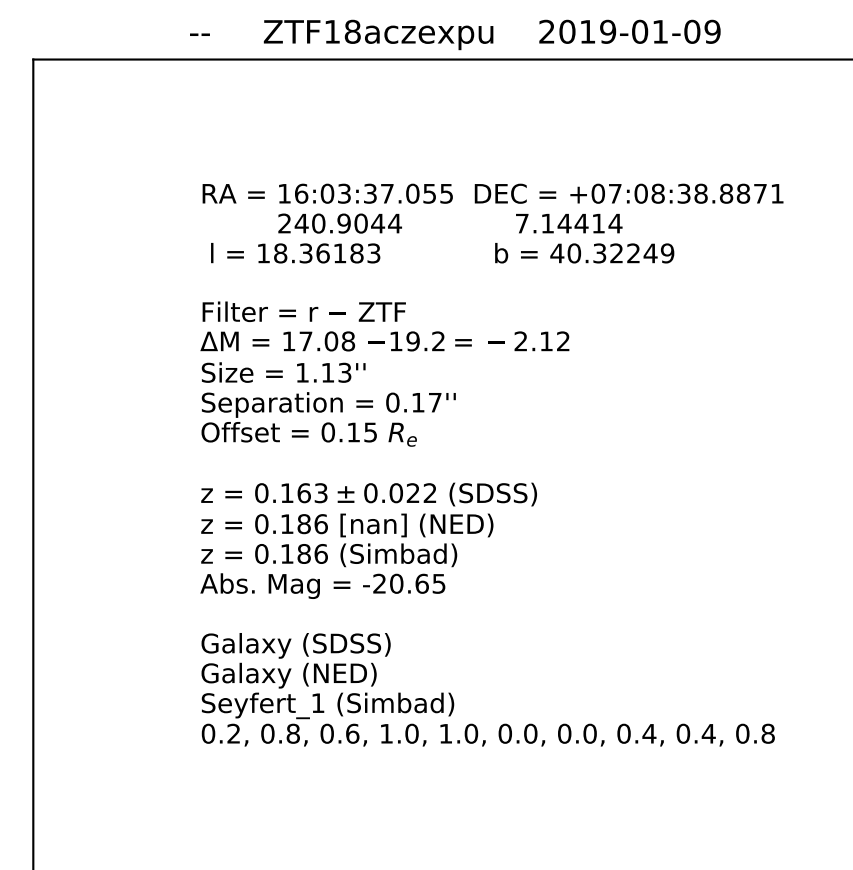 -- ZTF18aczexpu 2019-01-09
RA = 16:03:37.055 DEC = +07:08:38.8871
240.9044 7.14414
l = 18.36183 b = 40.32249
Filter = r − ZTF
ΔM = 17.08 −19.2 = − 2.12
Size = 1.13''
Separation = 0.17''
Offset = 0.15 Rₑ
z = 0.163 ± 0.022 (SDSS)
z = 0.186 [nan] (NED)
z = 0.186 (Simbad)
Abs. Mag = -20.65
Galaxy (SDSS)
Galaxy (NED)
Seyfert_1 (Simbad)
0.2, 0.8, 0.6, 1.0, 1.0, 0.0, 0.0, 0.4, 0.4, 0.8